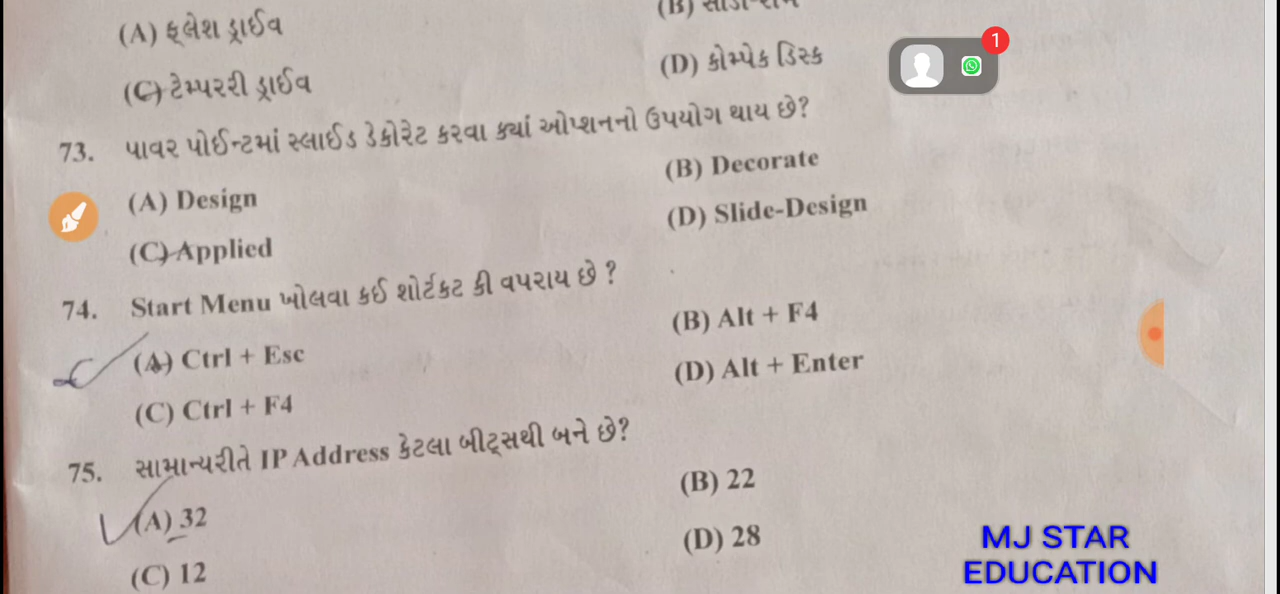 (A) ફ્લેશ ડ્રાઈવ
(B)
(C) ટેમ્પરરી ડ્રાઈવ
(D) કોમ્પેક ડિસ્ક
1
73. પાવર પોઈન્ટમાં સ્લાઈડ ડેકોરેટ કરવા ક્યાં ઓપ્શનનો ઉપયોગ થાય છે?
(A) Design
(B) Decorate
(C) Applied
(D) Slide-Design
74. Start Menu ખોલવા કઈ શોર્ટકટ કી વપરાય છે ?
(A) Ctrl + Esc
(B) Alt + F4
(C) Ctrl + F4
(D) Alt + Enter
75. સામાન્યરીતે IP Address કેટલા બીટ્સથી બને છે?
(A) 32
(B) 22
(C) 12
(D) 28
MJ STAR
EDUCATION